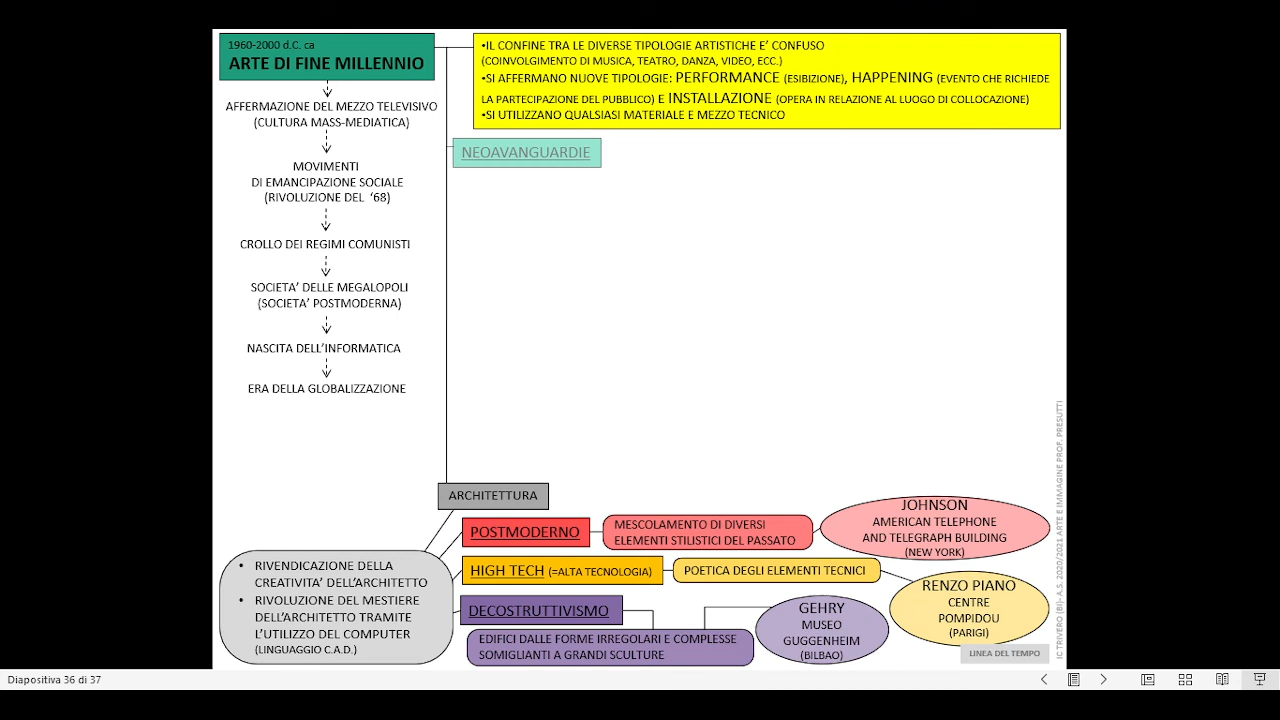 1960-2000 d.C. ca
ARTE DI FINE MILLENNIO
AFFERMAZIONE DEL MEZZO TELEVISIVO
(CULTURA MASS-MEDIATICA)
MOVIMENTI
DI EMANCIPAZIONE SOCIALE
(RIVOLUZIONE DEL ‘68)
CROLLO DEI REGIMI COMUNISTI
SOCIETA’ DELLE MEGALOPOLI
(SOCIETA’ POSTMODERNA)
NASCITA DELL’INFORMATICA
ERA DELLA GLOBALIZZAZIONE
•IL CONFINE TRA LE DIVERSE TIPOLOGIE ARTISTICHE E’ CONFUSO
(COINVOLGIMENTO DI MUSICA, TEATRO, DANZA, VIDEO, ECC.)
•SI AFFERMANO NUOVE TIPOLOGIE: PERFORMANCE (ESIBIZIONE), HAPPENING (EVENTO CHE RICHIEDE
LA PARTECIPAZIONE DEL PUBBLICO) E INSTALLAZIONE (OPERA IN RELAZIONE AL LUOGO DI COLLOCAZIONE)
•SI UTILIZZANO QUALSIASI MATERIALE E MEZZO TECNICO
NEOAVANGUARDIE
ARCHITETTURA
• RIVENDICAZIONE DELLA
CREATIVITA’ DELL’ARCHITETTO
• RIVOLUZIONE DEL MESTIERE
DELL’ARCHITETTO TRAMITE
L’UTILIZZO DEL COMPUTER
(LINGUAGGIO C.A.D.)
POSTMODERNO
MESCOLAMENTO DI DIVERSI
ELEMENTI STILISTICI DEL PASSATO
JOHNSON
AMERICAN TELEPHONE
AND TELEGRAPH BUILDING
(NEW YORK)
HIGH TECH (=ALTA TECNOLOGIA)
POETICA DEGLI ELEMENTI TECNICI
RENZO PIANO
CENTRE
POMPIDOU
(PARIGI)
DECOSTRUTTIVISMO
EDIFICI DALLE FORME IRREGOLARI E COMPLESSE
SOMIGLIANTI A GRANDI SCULTURE
GEHRY
MUSEO
GUGGENHEIM
(BILBAO)
LINEA DEL TEMPO
IC TRIVERO (BI)- A.S. 2020/2021 ARTE E IMMAGINE PROF. PRESUTTI
Diapositiva 36 di 37